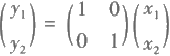 (y₁ y₂) = (1 0 0 1)(x₁ x₂)